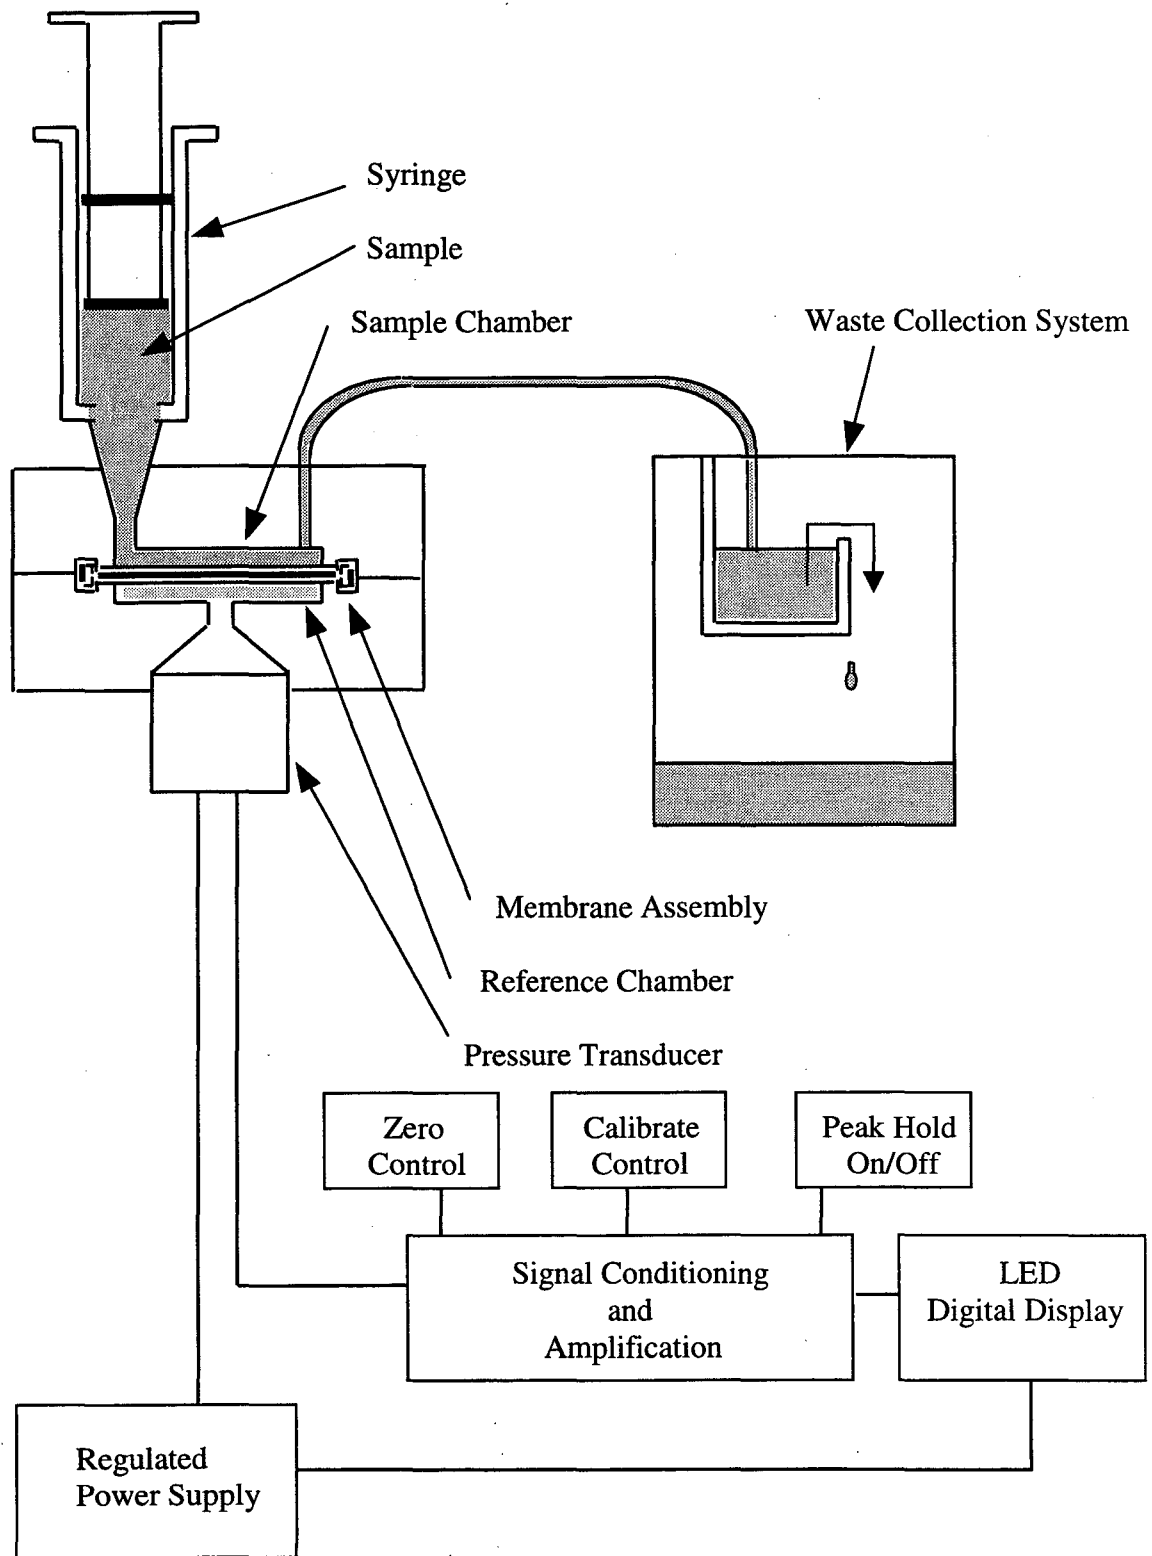 Syringe
Sample
Sample Chamber
Waste Collection System
Membrane Assembly
Reference Chamber
Pressure Transducer
Zero
Control
Calibrate
Control
Peak Hold
On/Off
Signal Conditioning
and
Amplification
LED
Digital Display
Regulated
Power Supply